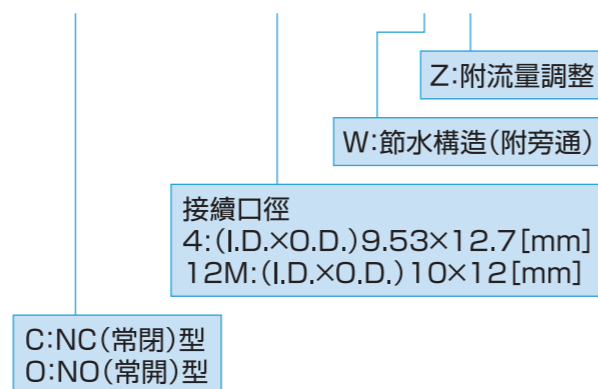 Z:附流量調整
W:節水構造(附旁通)
接續口徑
4:(I.D.×O.D.)9.53×12.7[mm]
12M:(I.D.×O.D.)10×12[mm]
C:NC(常閉)型
O:NO(常開)型